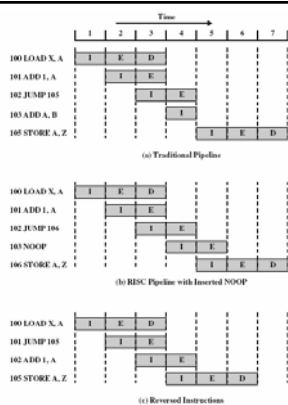 Time
1 2 3 4 5 6 7
100 LOAD X, A I E D
101 ADD 1, A I E
102 JUMP 105 I E
103 ADD A, B I
105 STORE A, Z I E D
(a) Traditional Pipeline
100 LOAD X, A I E D
101 ADD 1, A I E
102 JUMP 106 I E
103 NOOP I E
106 STORE A, Z I E D
(b) RISC Pipeline with Inserted NOOP
100 LOAD X, A I E D
101 JUMP 105 I E
102 ADD 1, A I E
105 STORE A, Z I E D
(c) Reversed Instructions